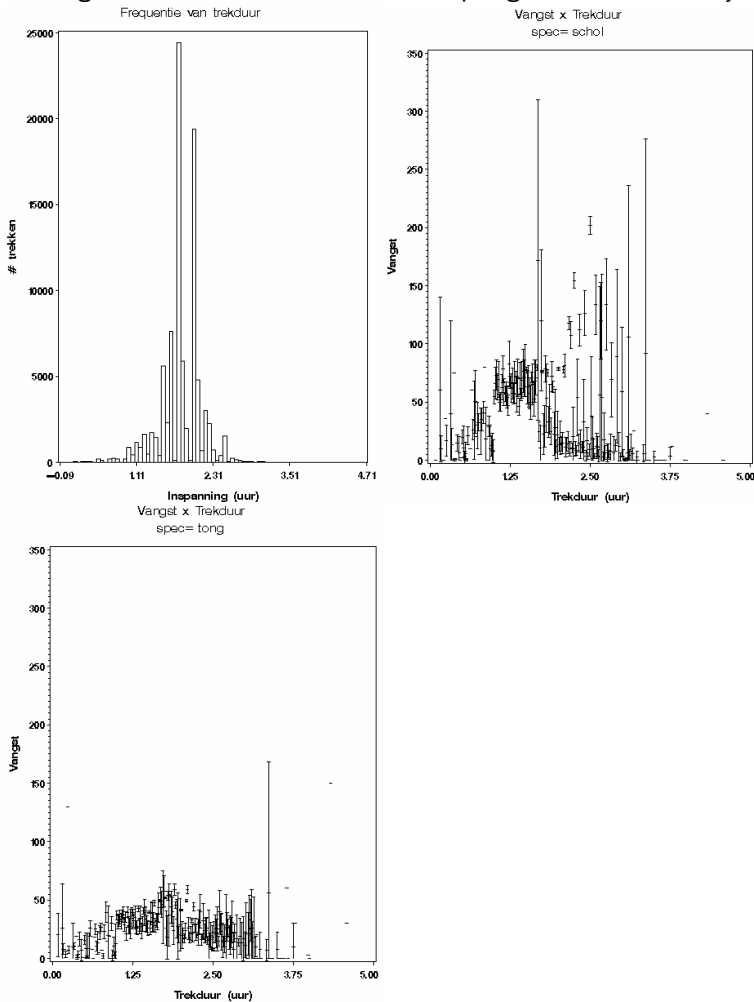 Frequentie van trekduur
25000
20000
15000
10000
5000
0
# trekken
-0.09 1.11 2.31 3.51 4.71
Inspanning (uur)
Vangst x Trekduur
spec= schol
350
300
250
200
150
100
50
0
Vangst
0.00 1.25 2.50 3.75 5.00
Trekduur (uur)
Vangst x Trekduur
spec= tong
350
300
250
200
150
100
50
0
Vangst
0.00 1.25 2.50 3.75 5.00
Trekduur (uur)